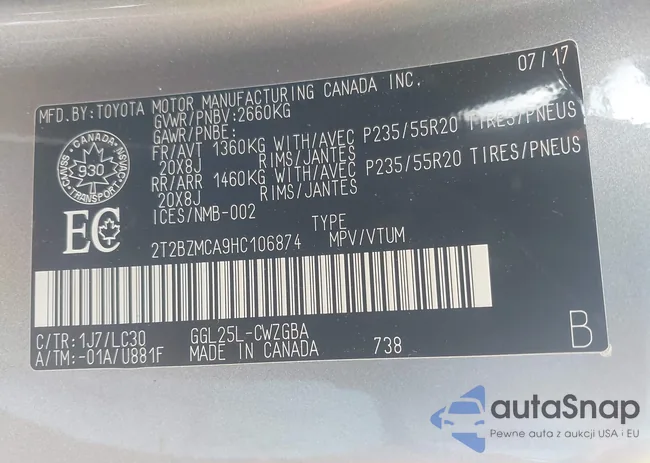 07/17
MFD.BY:TOYOTA MOTOR MANUFACTURING CANADA INC.
GVWR/PNBV:2660KG
GAWR/PNBE:
FR/AVT 1360KG WITH/AVEC P235/55R20 TIRES/PNEUS
20X8J RIMS/JANTES
RR/ARR 1460KG WITH/AVEC P235/55R20 TIRES/PNEUS
20X8J RIMS/JANTES
ICES/NMB-002
CANADA
930
TRANSPORT
CMVSS
NSVAC
EC
TYPE
2T2BZMCA9HC106874 MPV/VTUM
C/TR:1J7/LC30 GGL25L-CWZGBA
A/TM:-01A/U881F MADE IN CANADA 738
B
autaSnap
Pewne auta z aukcji USA i EU